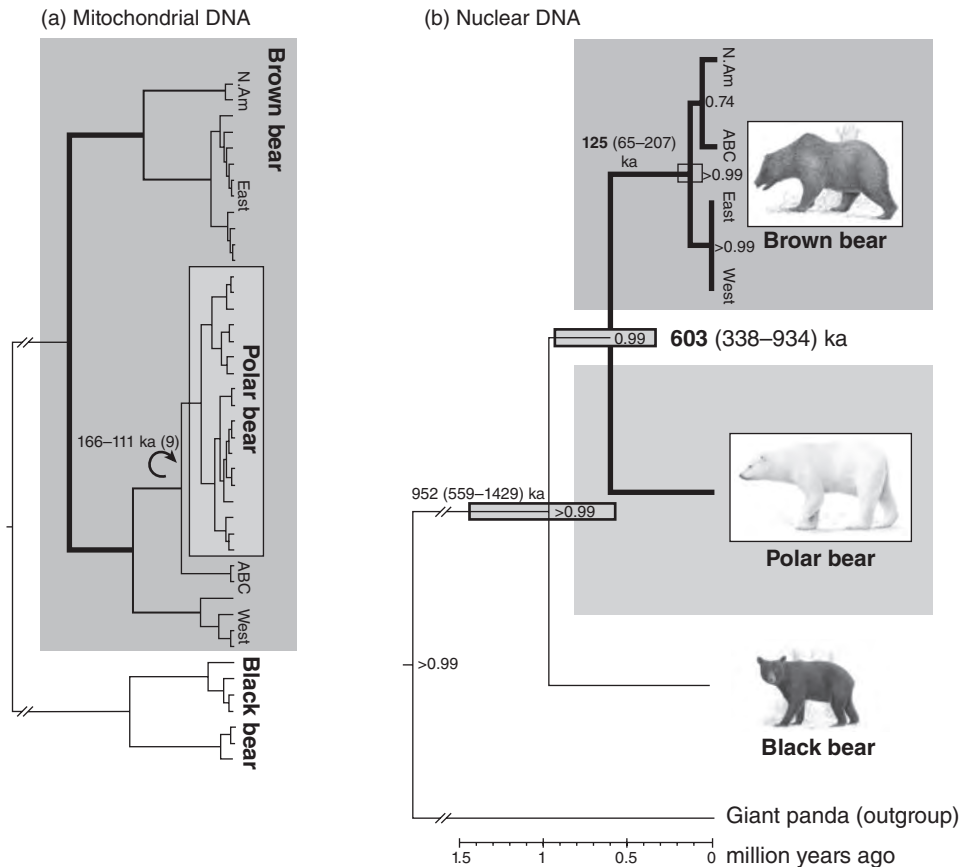 (a) Mitochondrial DNA
Brown bear
N.Am
East
Polar bear
166–111 ka (9)
ABC
West
Black bear
(b) Nuclear DNA
N.Am
0.74
ABC
125 (65–207)
ka
>0.99
East
>0.99
West
Brown bear
0.99
603 (338–934) ka
952 (559–1429) ka
>0.99
Polar bear
>0.99
Black bear
Giant panda (outgroup)
1.5 1 0.5 0 million years ago